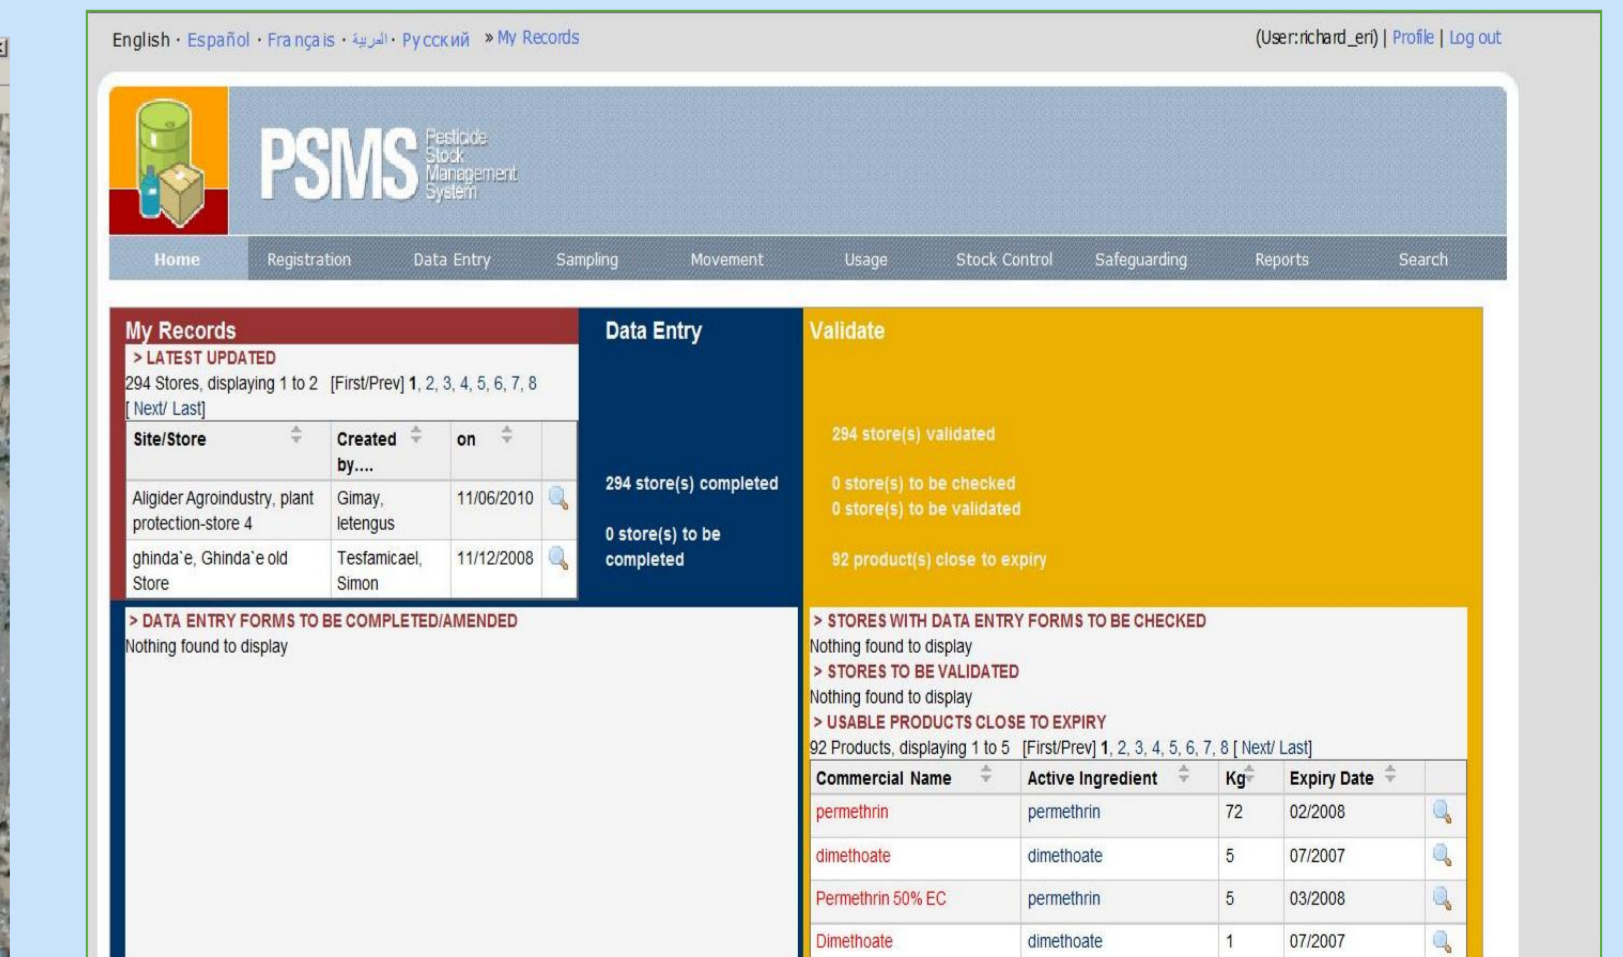 English · Español · Français · العربية · Русский » My Records
(User:richard_eri) | Profile | Log out
PSMS
Pesticide
Stock
Management
System
Home Registration Data Entry Sampling Movement Usage Stock Control Safeguarding Reports Search
My Records
> LATEST UPDATED
294 Stores, displaying 1 to 2 [First/Prev] 1, 2, 3, 4, 5, 6, 7, 8
[ Next/ Last]
Site/Store Created by.... on
Aligider Agroindustry, plant protection-store 4 Gimay, letengus 11/06/2010
ghinda`e, Ghinda`e old Store Tesfamicael, Simon 11/12/2008
Data Entry
294 store(s) completed
0 store(s) to be
completed
Validate
294 store(s) validated
0 store(s) to be checked
0 store(s) to be validated
92 product(s) close to expiry
> DATA ENTRY FORMS TO BE COMPLETED/AMENDED
Nothing found to display
> STORES WITH DATA ENTRY FORMS TO BE CHECKED
Nothing found to display
> STORES TO BE VALIDATED
Nothing found to display
> USABLE PRODUCTS CLOSE TO EXPIRY
92 Products, displaying 1 to 5 [First/Prev] 1, 2, 3, 4, 5, 6, 7, 8 [ Next/ Last]
Commercial Name Active Ingredient Kg Expiry Date
permethrin permethrin 72 02/2008
dimethoate dimethoate 5 07/2007
Permethrin 50% EC permethrin 5 03/2008
Dimethoate dimethoate 1 07/2007